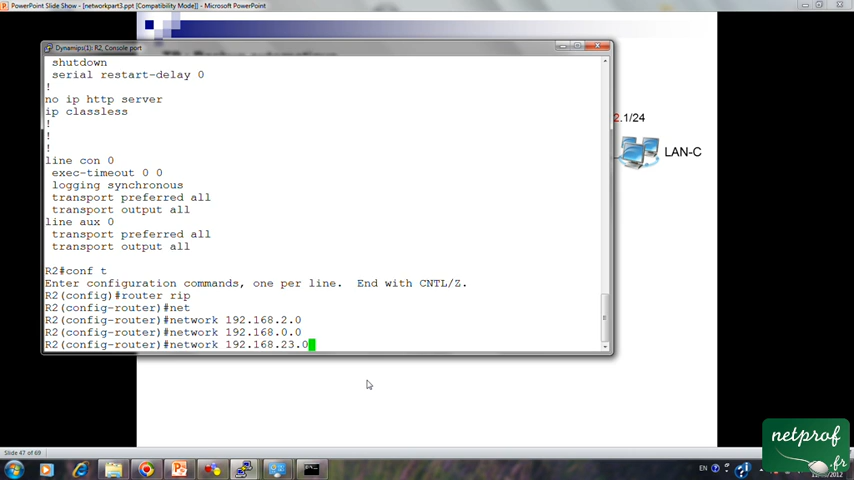 PowerPoint Slide Show - [networkpart3.ppt [Compatibility Mode]] - Microsoft PowerPoint
Dynamips(1): R2, Console port
shutdown
serial restart-delay 0
!
no ip http server
ip classless
!
!
!
line con 0
exec-timeout 0 0
logging synchronous
transport preferred all
transport output all
line aux 0
transport preferred all
transport output all
R2#conf t
Enter configuration commands, one per line.  End with CNTL/Z.
R2(config)#router rip
R2(config-router)#net
R2(config-router)#network 192.168.2.0
R2(config-router)#network 192.168.0.0
R2(config-router)#network 192.168.23.0
2.1/24
LAN-C
Slide 47 of 69
EN
netprof
.fr